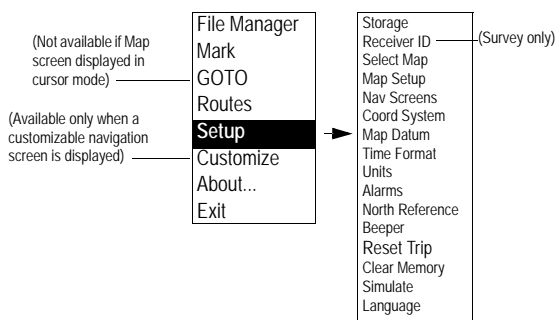 (Not available if Map
screen displayed in
cursor mode)
(Available only when a
customizable navigation
screen is displayed)
File Manager
Mark
GOTO
Routes
Setup
Customize
About...
Exit
Storage
Receiver ID
Select Map
Map Setup
Nav Screens
Coord System
Map Datum
Time Format
Units
Alarms
North Reference
Beeper
Reset Trip
Clear Memory
Simulate
Language
(Survey only)